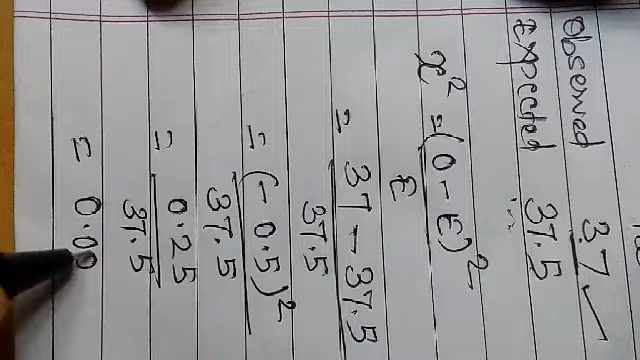 Observed 37
Expected 37.5
x² = (O - E)²
E
= 37 - 37.5
37.5
= (-0.5)²
37.5
= 0.25
37.5
= 0.00